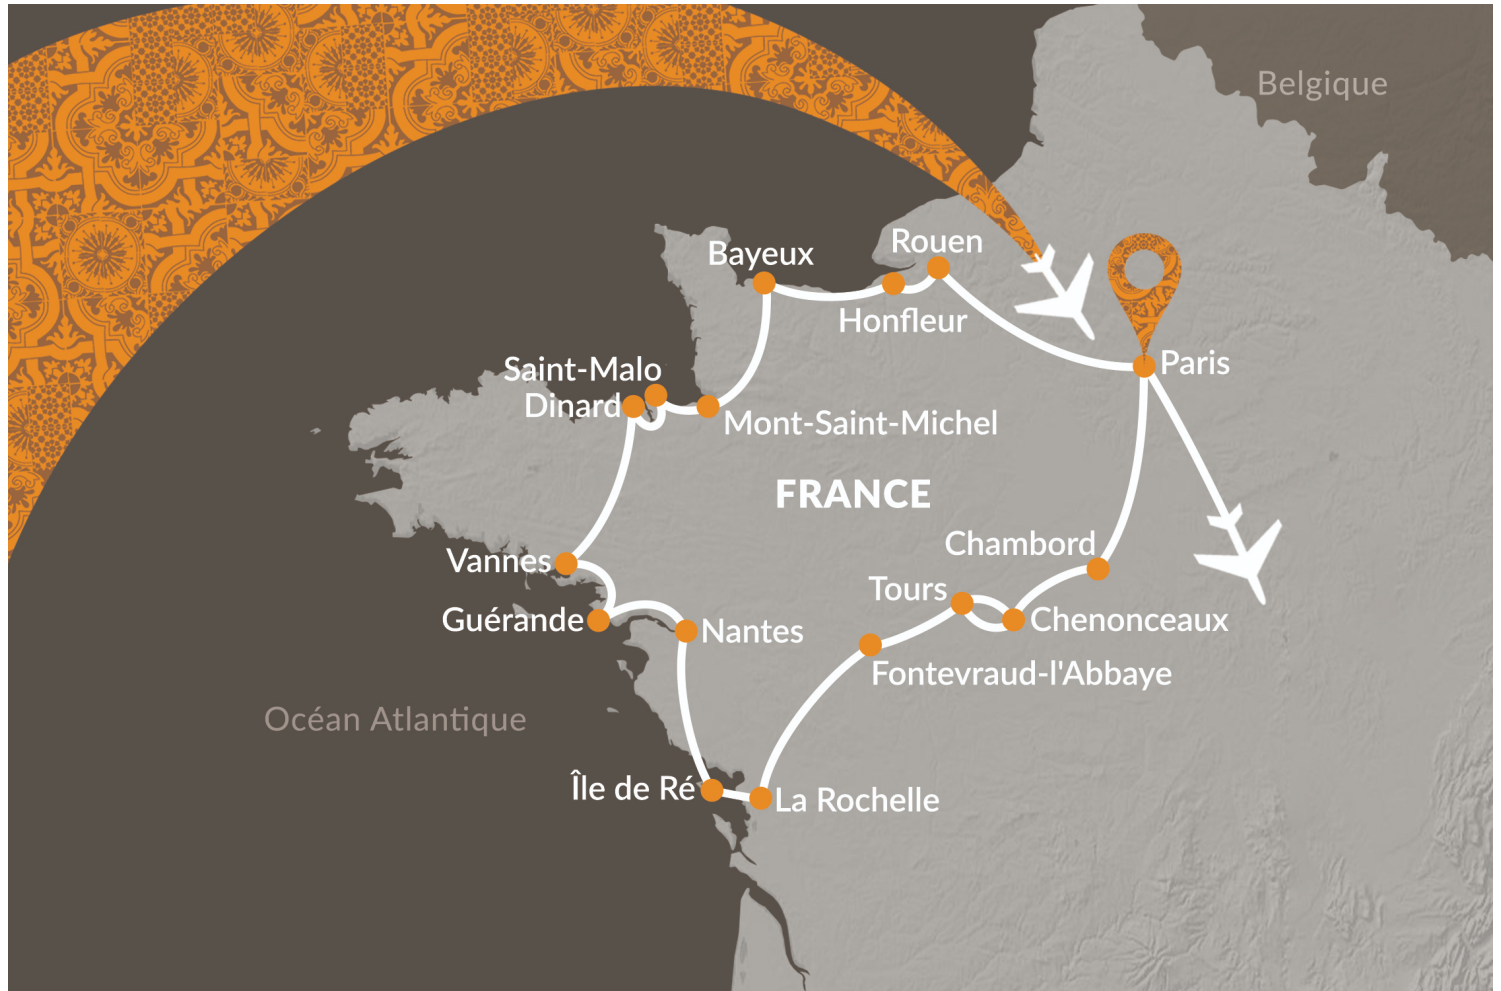 Belgique
Rouen
Bayeux
Honfleur
Paris
Saint-Malo
Dinard
Mont-Saint-Michel
FRANCE
Chambord
Vannes
Tours
Guérande
Chenonceaux
Nantes
Fontevraud-l'Abbaye
Océan Atlantique
Île de Ré
La Rochelle